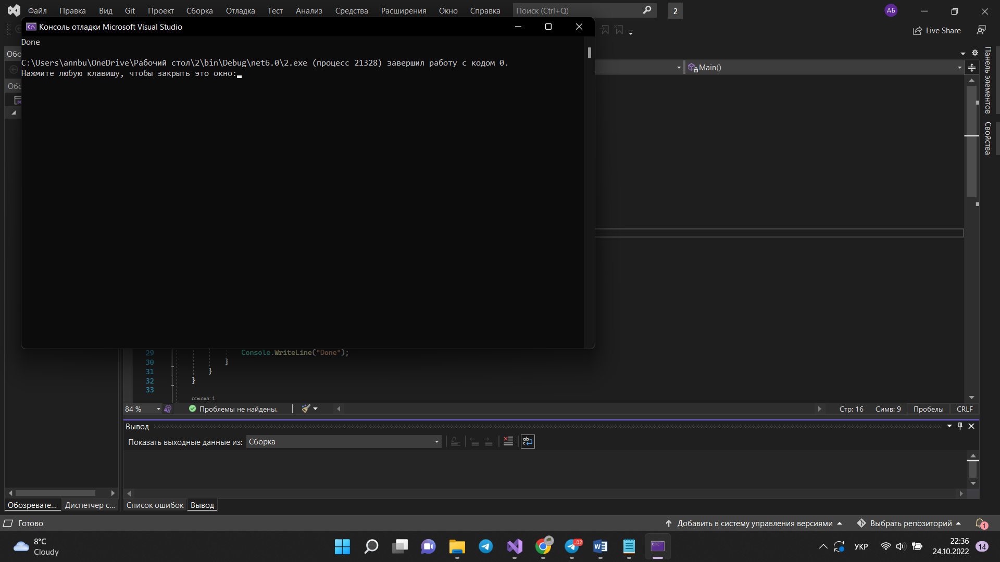 Файл Правка Вид Git Проект Сборка Отладка Тест Анализ Средства Расширения Окно Справка Поиск (Ctrl+Q) 2 АБ
Консоль отладки Microsoft Visual Studio
Live Share
Done
C:\Users\annbu\OneDrive\Рабочий стол\2\bin\Debug\net6.0\2.exe (процесс 21328) завершил работу с кодом 0.
Нажмите любую клавишу, чтобы закрыть это окно:
Main()
Панель элементов
Свойства
29 Console.WriteLine("Done");
30 }
31 }
32 }
33
ссылка: 1
84 % Проблемы не найдены. Стр: 16 Симв: 9 Пробелы CRLF
Вывод
Показать выходные данные из: Сборка
Обозревате... Диспетчер с... Список ошибок Вывод
Готово Добавить в систему управления версиями Выбрать репозиторий 1
8°C
Cloudy
УКР
22:36
24.10.2022
14